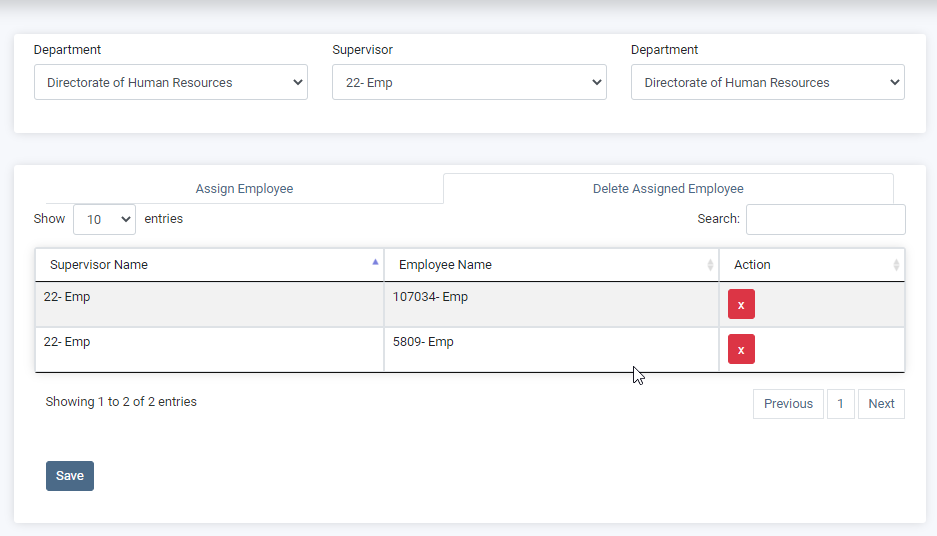 Department Supervisor Department
Directorate of Human Resources 22- Emp Directorate of Human Resources
Assign Employee Delete Assigned Employee
Show 10 entries Search:
Supervisor Name Employee Name Action
22- Emp 107034- Emp x
22- Emp 5809- Emp x
Showing 1 to 2 of 2 entries Previous 1 Next
Save